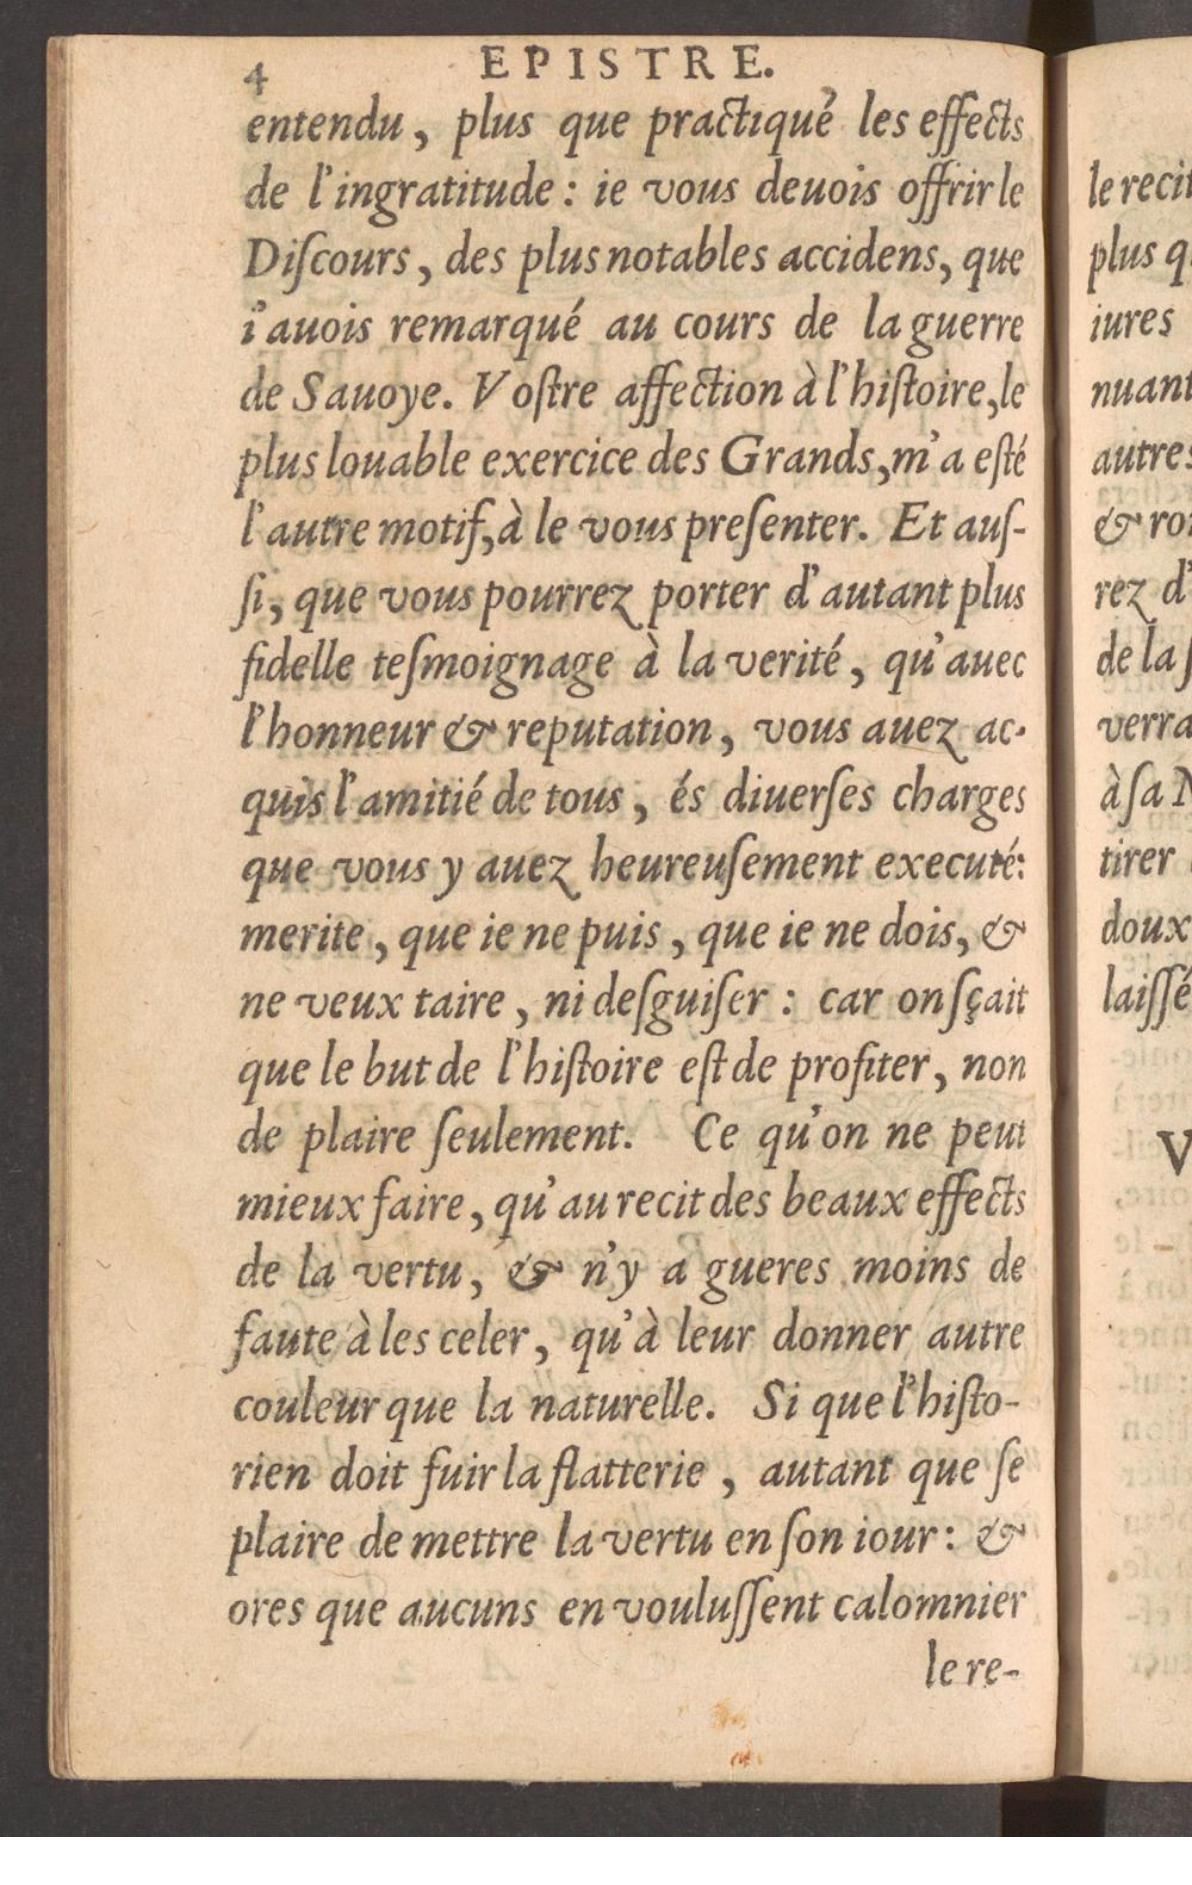 4 EPISTRE.
entendu, plus que practiqué les effects
de l'ingratitude: ie vous deuois offrir le
Diſcours, des plus notables accidens, que
i'auois remarqué au cours de la guerre
de Sauoye. Voſtre affection à l'hiſtoire, le
plus louable exercice des Grands, m'a eſté
l'autre motif, à le vous preſenter. Et auſ-
ſi, que vous pourrez porter d'autant plus
fidelle teſmoignage à la verité, qu'auec
l'honneur & reputation, vous auez ac-
quis l'amitié de tous, és diuerſes charges
que vous y auez heureuſement executé:
merite, que ie ne puis, que ie ne dois, &
ne veux taire, ni deſguiſer: car on ſçait
que le but de l'hiſtoire eſt de profiter, non
de plaire ſeulement. Ce qu'on ne peut
mieux faire, qu'au recit des beaux effects
de la vertu, & n'y a gueres moins de
faute à les celer, qu'à leur donner autre
couleur que la naturelle. Si que l'hiſto-
rien doit fuir la flatterie, autant que ſe
plaire de mettre la vertu en ſon iour: &
ores que aucuns en vouluſſent calomnier
le re-
le recit
plus q
iures
nuant
autres
& ro
rez d'
de la ſ
verra
à ſa
tirer
doux
laiſſé
V